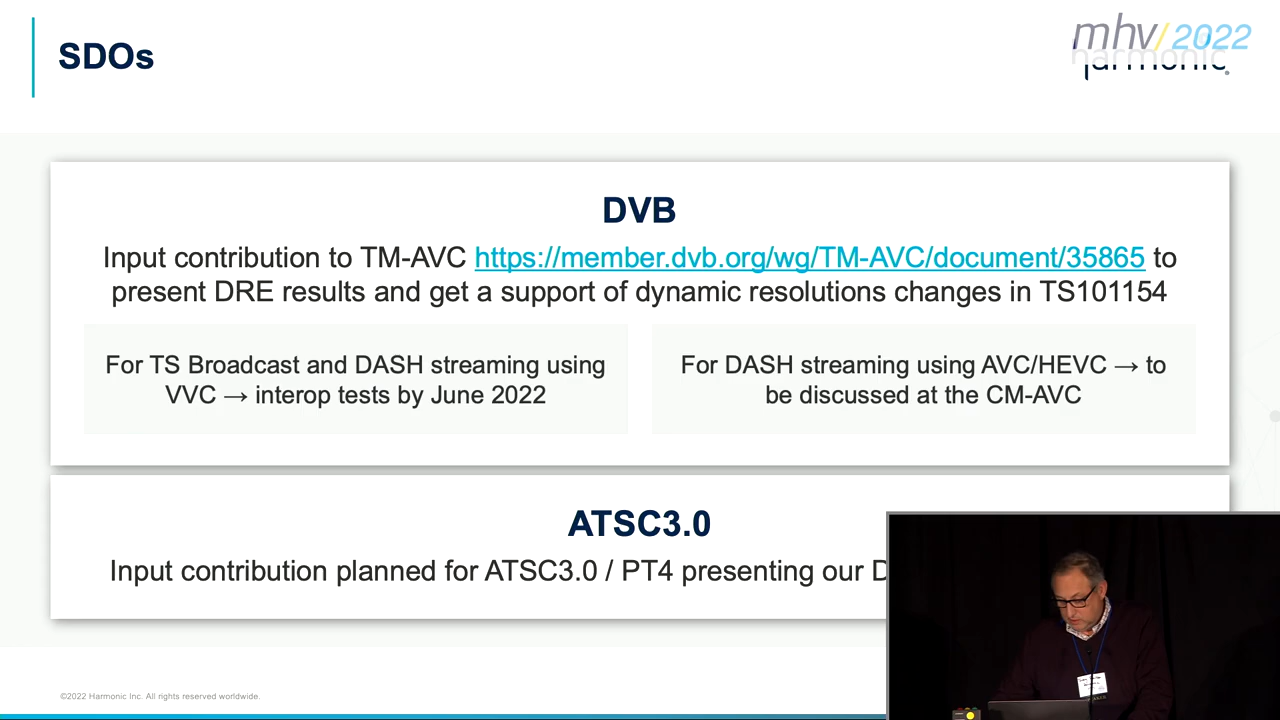 SDOs
mhv/2022
harmonic
DVB
Input contribution to TM-AVC https://member.dvb.org/wg/TM-AVC/document/35865 to
present DRE results and get a support of dynamic resolutions changes in TS101154
For TS Broadcast and DASH streaming using
VVC → interop tests by June 2022
For DASH streaming using AVC/HEVC → to
be discussed at the CM-AVC
ATSC3.0
Input contribution planned for ATSC3.0 / PT4 presenting our
©2022 Harmonic Inc. All rights reserved worldwide.